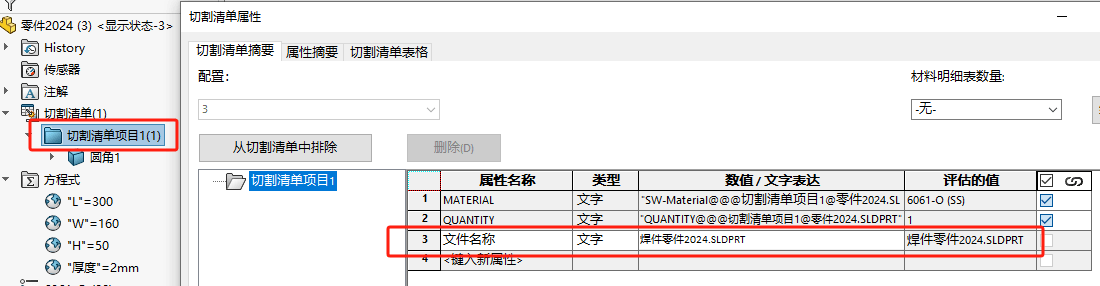 零件2024 (3) <显示状态-3>
History
传感器
注解
切割清单(1)
切割清单项目1(1)
圆角1
方程式
"L"=300
"W"=160
"H"=50
"厚度"=2mm
切割清单属性
切割清单摘要 属性摘要 切割清单表格
配置: 材料明细表数量:
3 -无-
从切割清单中排除 删除(D)
切割清单项目1
属性名称 类型 数值 / 文字表达 评估的值
1 MATERIAL 文字 "SW-Material@@@切割清单项目1@零件2024.SL 6061-O (SS)
2 QUANTITY 文字 "QUANTITY@@@切割清单项目1@零件2024.SLDPRT" 1
3 文件名称 文字 焊件零件2024.SLDPRT 焊件零件2024.SLDPRT
4 <键入新属性>